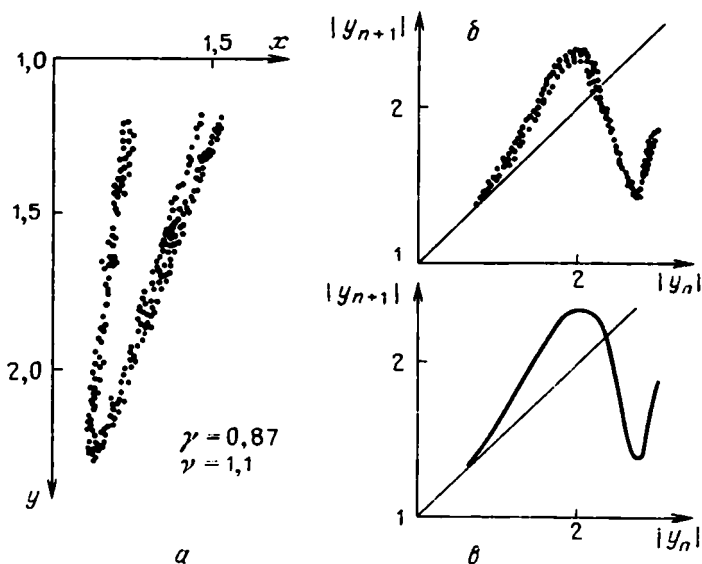 1,5 x
1,0
1,5
2,0
y
γ = 0,87
ν = 1,1
а
|y_{n+1}| б
2
1
2 |y_n|
|y_{n+1}|
2
1
2 |y_n|
в